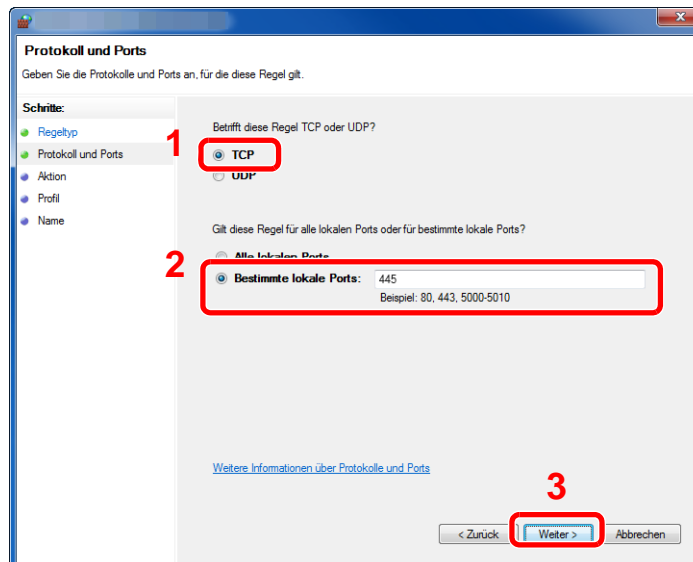 Protokoll und Ports
Geben Sie die Protokolle und Ports an, für die diese Regel gilt.
Schritte:
Regeltyp
Protokoll und Ports
Aktion
Profil
Name
Betrifft diese Regel TCP oder UDP?
1
TCP
UDP
Gilt diese Regel für alle lokalen Ports oder für bestimmte lokale Ports?
Alle lokalen Ports
2
Bestimmte lokale Ports: 445
Beispiel: 80, 443, 5000-5010
Weitere Informationen über Protokolle und Ports
3
< Zurück Weiter > Abbrechen